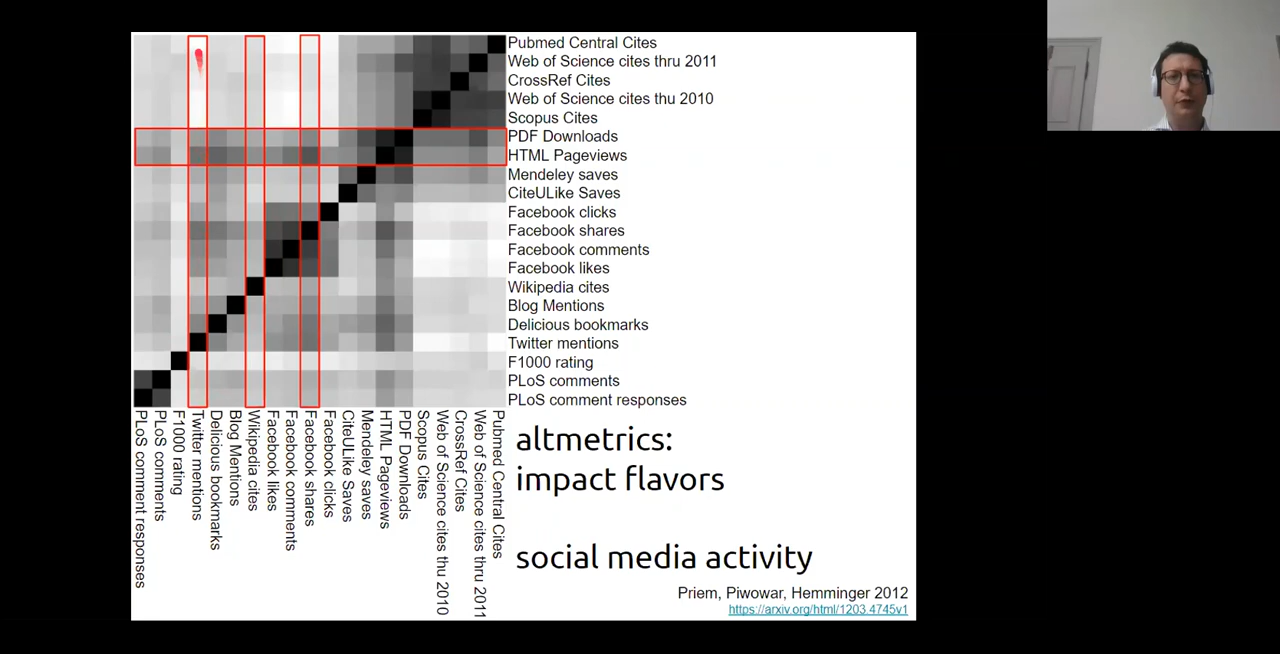 Pubmed Central Cites
Web of Science cites thru 2011
CrossRef Cites
Web of Science cites thu 2010
Scopus Cites
PDF Downloads
HTML Pageviews
Mendeley saves
CiteULike Saves
Facebook clicks
Facebook shares
Facebook comments
Facebook likes
Wikipedia cites
Blog Mentions
Delicious bookmarks
Twitter mentions
F1000 rating
PLoS comments
PLoS comment responses
PLoS comment responses
PLoS comments
F1000 rating
Twitter mentions
Delicious bookmarks
Blog Mentions
Wikipedia cites
Facebook likes
Facebook comments
Facebook shares
Facebook clicks
CiteULike Saves
Mendeley saves
HTML Pageviews
PDF Downloads
Scopus Cites
Web of Science cites thu 2010
CrossRef Cites
Web of Science cites thru 2011
Pubmed Central Cites
altmetrics:
impact flavors
social media activity
Priem, Piwowar, Hemminger 2012
https://arxiv.org/html/1203.4745v1